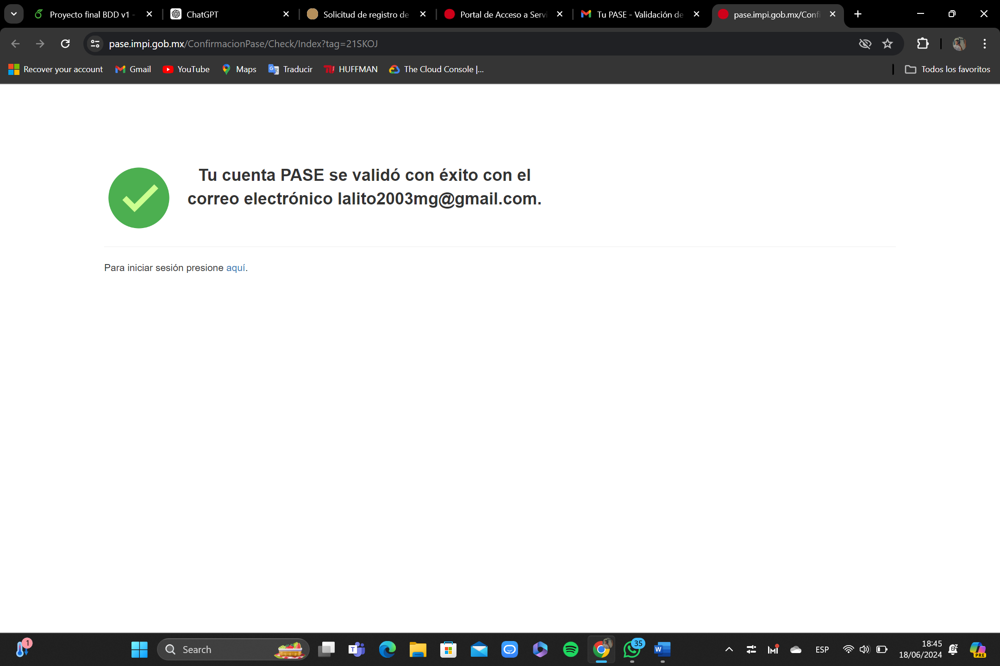 Proyecto final BDD v1 -
ChatGPT
Solicitud de registro de
Portal de Acceso a Servi
Tu PASE - Validación de
pase.impi.gob.mx/Confi
pase.impi.gob.mx/ConfirmacionPase/Check/Index?tag=21SKOJ
Recover your account
Gmail
YouTube
Maps
Traducir
HUFFMAN
The Cloud Console |...
Todos los favoritos
Tu cuenta PASE se validó con éxito con el
correo electrónico lalito2003mg@gmail.com.
Para iniciar sesión presione aquí.
1
Search
35
ESP
18:45
18/06/2024
PRE